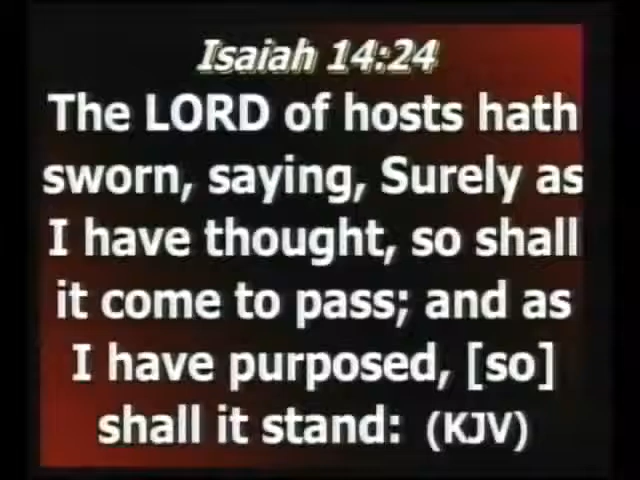 Isaiah 14:24
The LORD of hosts hath
sworn, saying, Surely as
I have thought, so shall
it come to pass; and as
I have purposed, [so]
shall it stand: (KJV)